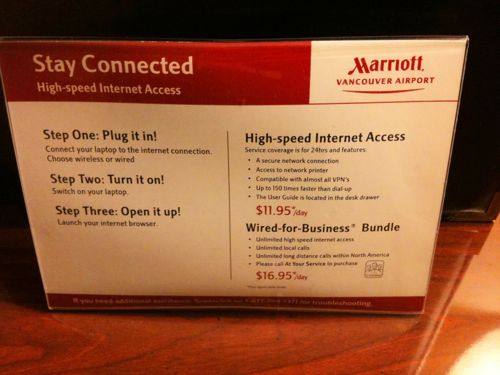 Stay Connected
High-speed Internet Access
Marriott
VANCOUVER AIRPORT
Step One: Plug it in!
Connect your laptop to the internet connection.
Choose wireless or wired
Step Two: Turn it on!
Switch on your laptop.
Step Three: Open it up!
Launch your internet browser.
High-speed Internet Access
Service coverage is for 24hrs and features:
• A secure network connection
• Access to network printer
• Compatible with almost all VPN's
• Up to 150 times faster than dial-up
• The User Guide is located in the desk drawer
$11.95*/day
Wired-for-Business® Bundle
• Unlimited high speed internet access
• Unlimited local calls
• Unlimited long distance calls within North America
• Please call At Your Service to purchase
$16.95*/day
If you need additional assistance, for troubleshooting.